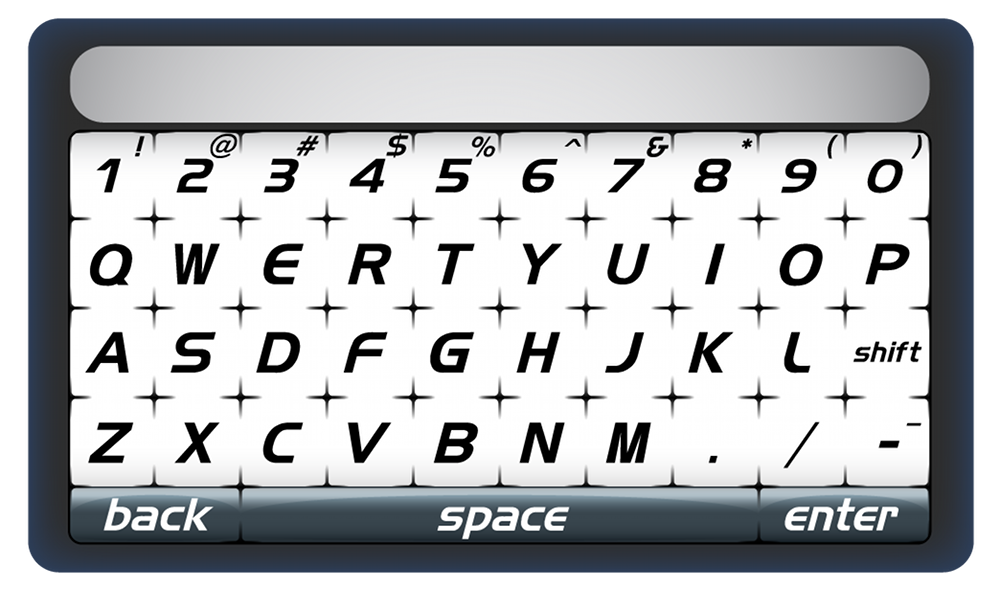 1 ! 2 @ 3 # 4 $ 5 % 6 ^ 7 & 8 * 9 ( 0 )
Q W E R T Y U I O P
A S D F G H J K L shift
Z X C V B N M . / - _
back space enter